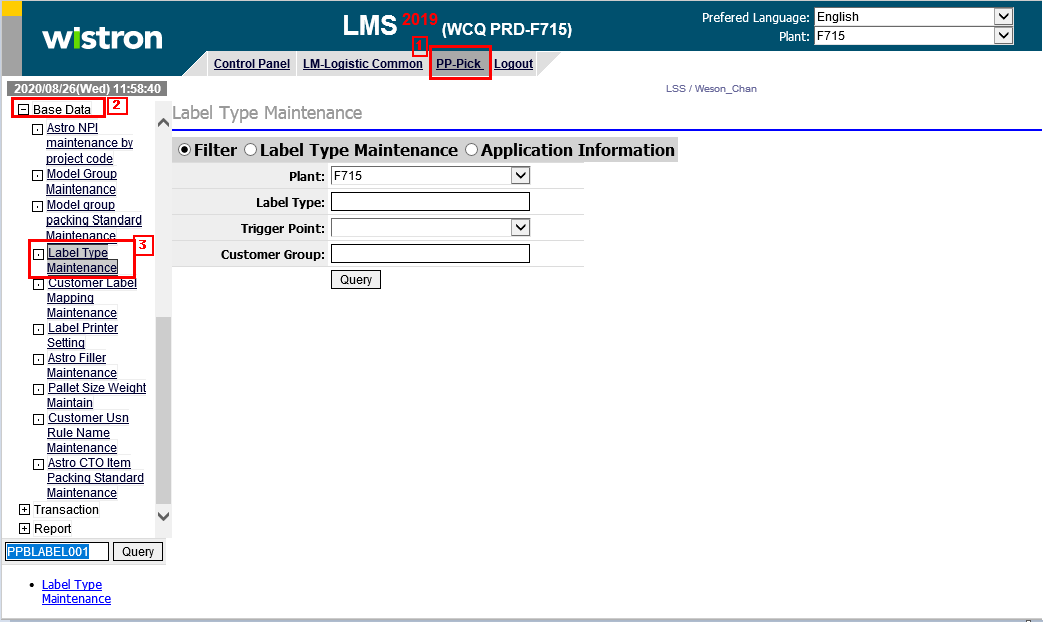 wistron
LMS 2019 (WCQ PRD-F715)
Prefered Language: English
Plant: F715
1
Control Panel LM-Logistic Common PP-Pick Logout
2020/08/26(Wed) 11:58:40
LSS / Weson_Chan
Base Data 2
Astro NPI
maintenance by
project code
Model Group
Maintenance
Model group
packing Standard
Maintenance
Label Type
Maintenance
3
Customer Label
Mapping
Maintenance
Label Printer
Setting
Astro Filler
Maintenance
Pallet Size Weight
Maintain
Customer Usn
Rule Name
Maintenance
Astro CTO Item
Packing Standard
Maintenance
Transaction
Report
PPBLABEL001 Query
Label Type
Maintenance
Label Type Maintenance
Filter Label Type Maintenance Application Information
Plant: F715
Label Type:
Trigger Point:
Customer Group:
Query